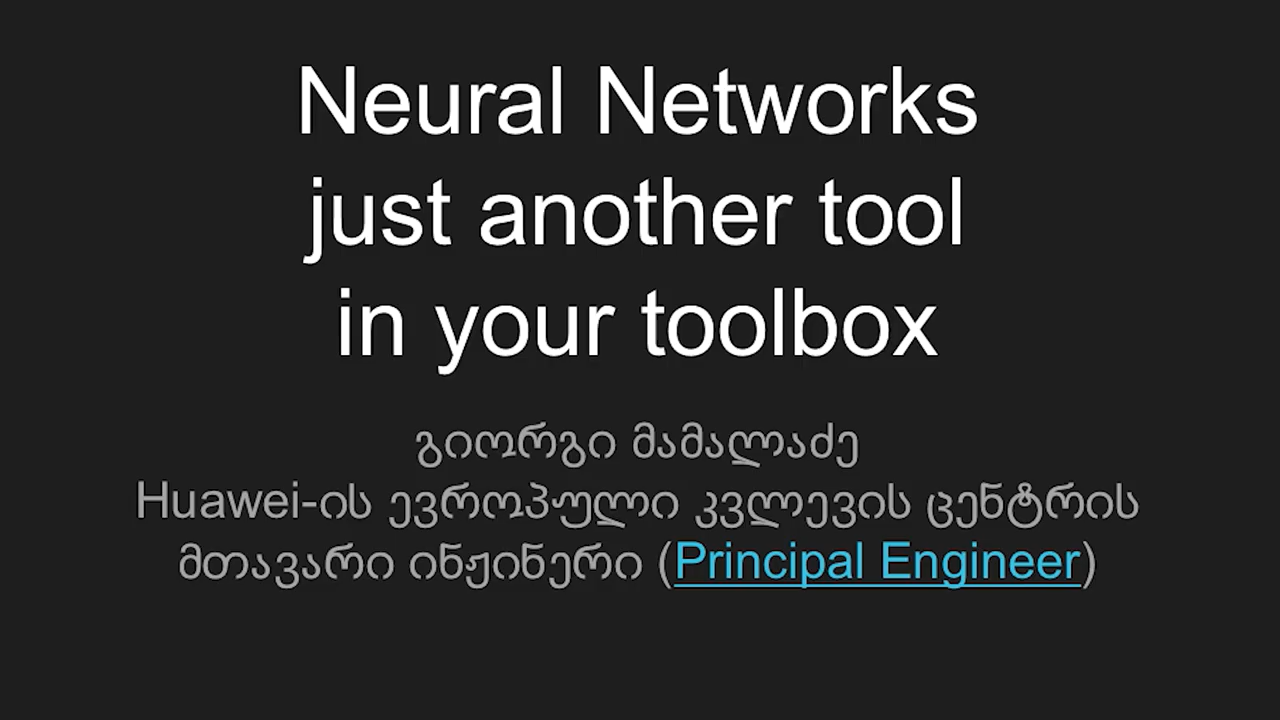 Neural Networks
just another tool
in your toolbox
გიორგი მამალაძე
Huawei-ის ევროპული კვლევის ცენტრის
მთავარი ინჟინერი (Principal Engineer)